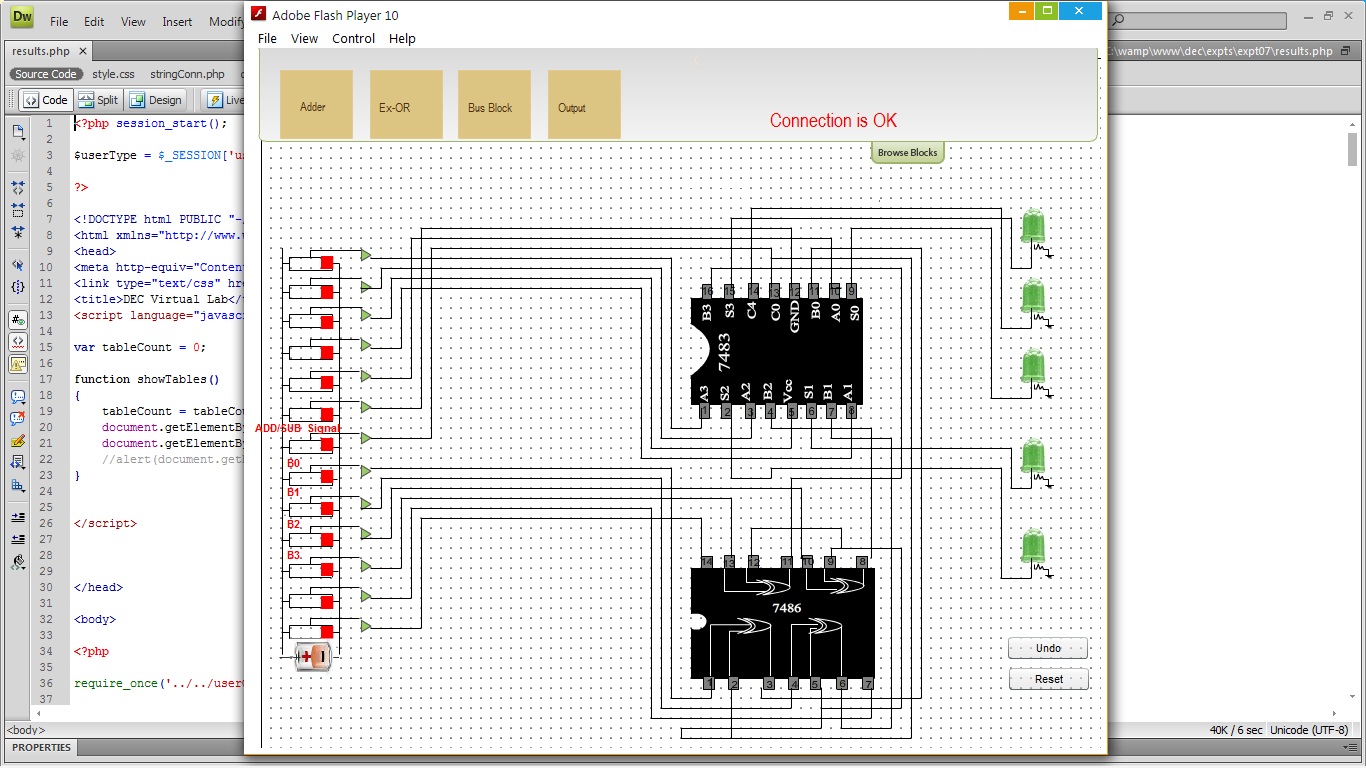 Dw
File Edit View Insert Modify
Adobe Flash Player 10
File View Control Help
results.php ×
C:\wamp\www\dec\expts\expt07\results.php
Source Code style.css stringConn.php
Code Split Design Live
Adder
Ex-OR
Bus Block
Output
Connection is OK
Browse Blocks
1 <?php session_start();
2
3 $userType = $_SESSION['u
4
5 ?>
6
7 <!DOCTYPE html PUBLIC "-
8 <html xmlns="http://www.
9 <head>
10 <meta http-equiv="Conten
11 <link type="text/css" hr
12 <title>DEC Virtual Lab</
13 <script language="javasc
14
15 var tableCount = 0;
16
17 function showTables()
18 {
19 tableCount = tableCou
20 document.getElementBy
21 document.getElementBy
22 //alert(document.get
23 }
24
25
26 </script>
27
28
29
30 </head>
31
32 <body>
33
34 <?php
35
36 require_once('../../user
37
ADD/SUB Signal
B0
B1
B2
B3
16 15 14 13 12 11 10 9
B3 S3 C4 C0 GND B0 A0 S0
7483
A3 S2 A2 B2 Vcc S1 B1 A1
1 2 3 4 5 6 7 8
14 13 12 11 10 9 8
7486
1 2 3 4 5 6 7
Undo
Reset
<body>
40K / 6 sec Unicode (UTF-8)
PROPERTIES